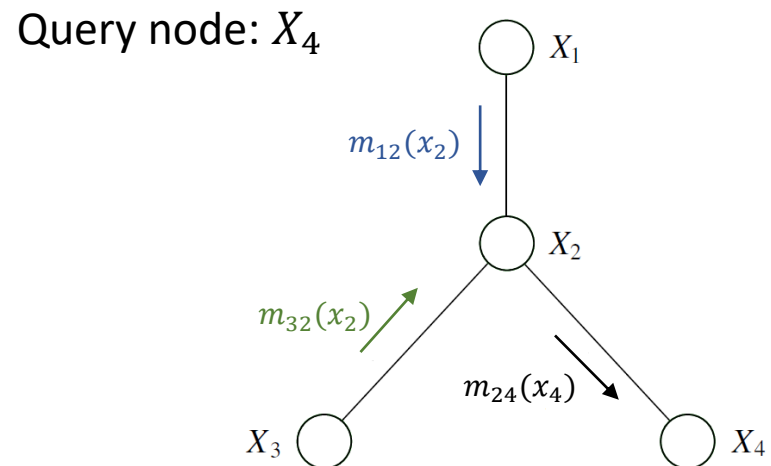 Query node: X₄
X₁
m₁₂(x₂)
X₂
m₃₂(x₂)
m₂₄(x₄)
X₃
X₄